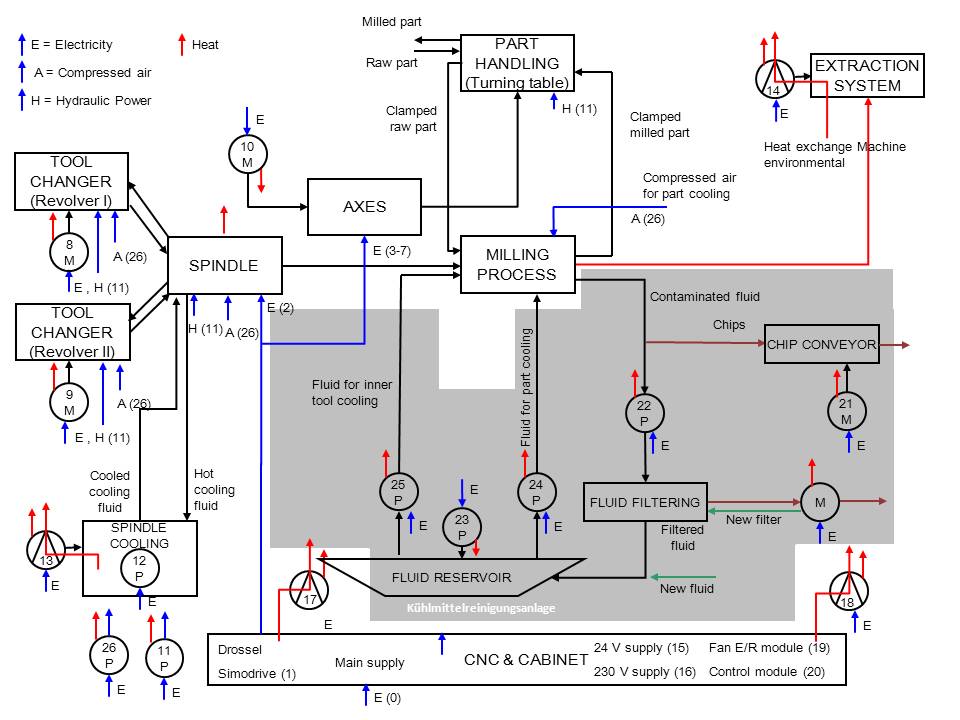 Milled part
Raw part
E = Electricity
Heat
A = Compressed air
H = Hydraulic Power
PART
HANDLING
(Turning table)
H (11)
EXTRACTION
SYSTEM
14
E
Heat exchange Machine
environmental
Clamped
raw part
Clamped
milled part
E
10
M
TOOL
CHANGER
(Revolver I)
8
M
A (26)
E , H (11)
AXES
E (3-7)
Compressed air
for part cooling
A (26)
SPINDLE
MILLING
PROCESS
E (2)
H (11)
A (26)
TOOL
CHANGER
(Revolver II)
9
M
A (26)
E , H (11)
Contaminated fluid
Chips
CHIP CONVEYOR
21
M
E
Fluid for inner
tool cooling
Fluid for part cooling
22
P
E
Cooled
cooling
fluid
Hot
cooling
fluid
25
P
E
23
P
E
24
P
E
FLUID FILTERING
M
E
New filter
Filtered
fluid
SPINDLE
COOLING
12
P
E
13
E
FLUID RESERVOIR
New fluid
Kühlmittelreinigungsanlage
17
E
18
E
26
P
E
11
P
E
Drossel
Simodrive (1)
Main supply
CNC & CABINET
24 V supply (15)
Fan E/R module (19)
230 V supply (16)
Control module (20)
E (0)